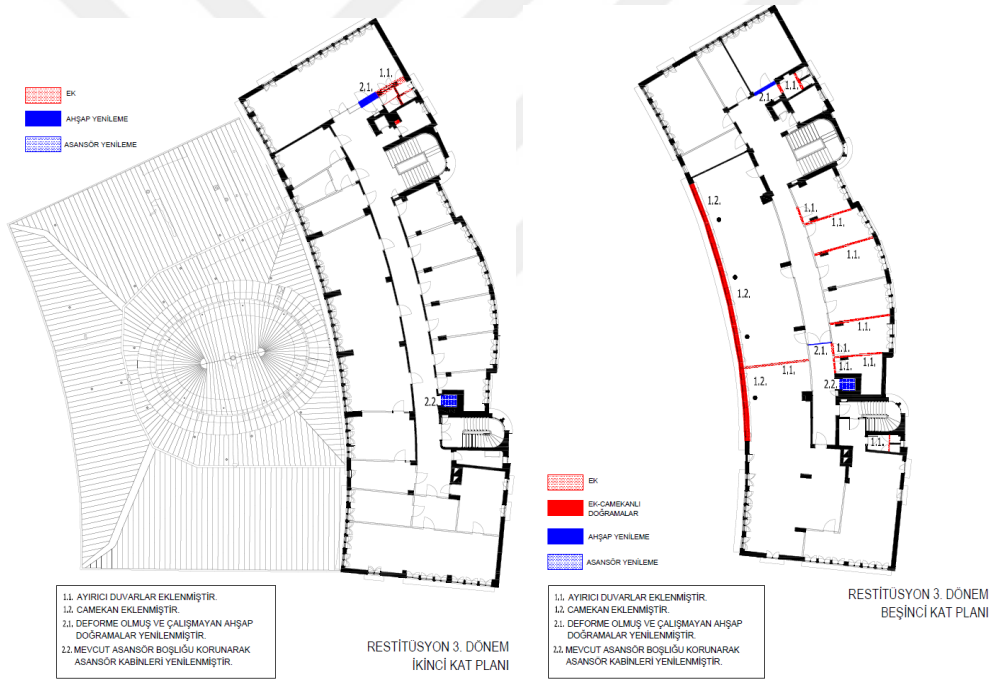 EK
AHŞAP YENİLEME
ASANSÖR YENİLEME
1.1.
2.1.
2.2.
1.1. AYIRICI DUVARLAR EKLENMİŞTİR.
1.2. CAMEKAN EKLENMİŞTİR.
2.1. DEFORME OLMUŞ VE ÇALIŞMAYAN AHŞAP
DOĞRAMALAR YENİLENMİŞTİR.
2.2. MEVCUT ASANSÖR BOŞLUĞU KORUNARAK
ASANSÖR KABİNLERİ YENİLENMİŞTİR.
RESTİTÜSYON 3. DÖNEM
İKİNCİ KAT PLANI
1.1.
2.1.
1.2.
1.1.
1.1.
1.2.
1.1.
2.1.
1.1.
1.1.
1.1.
1.1.
1.2.
2.2.
1.1.
EK
EK-CAMEKANLI
DOĞRAMALAR
AHŞAP YENİLEME
ASANSÖR YENİLEME
1.1. AYIRICI DUVARLAR EKLENMİŞTİR.
1.2. CAMEKAN EKLENMİŞTİR.
2.1. DEFORME OLMUŞ VE ÇALIŞMAYAN AHŞAP
DOĞRAMALAR YENİLENMİŞTİR.
2.2. MEVCUT ASANSÖR BOŞLUĞU KORUNARAK
ASANSÖR KABİNLERİ YENİLENMİŞTİR.
RESTİTÜSYON 3. DÖNEM
BEŞİNCİ KAT PLANI